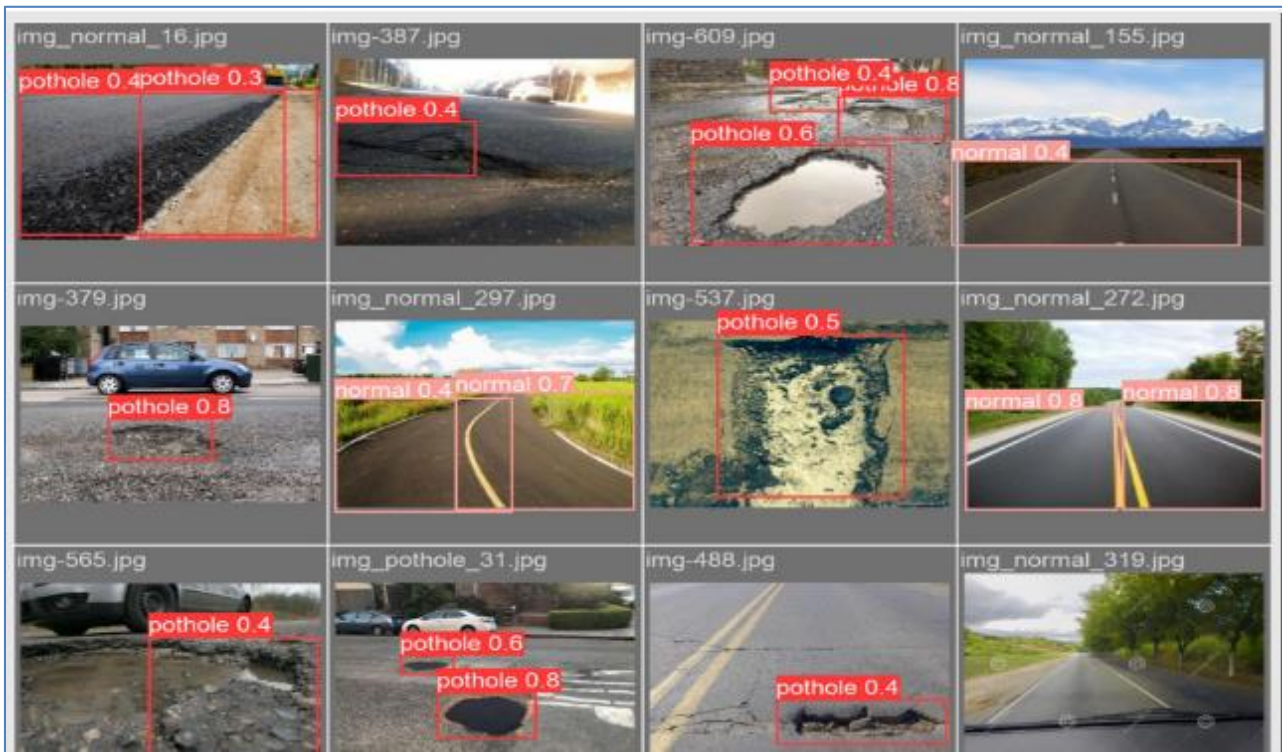 img_normal_16.jpg
pothole 0.4
pothole 0.3
img-387.jpg
pothole 0.4
img-609.jpg
pothole 0.4
pothole 0.8
pothole 0.6
img_normal_155.jpg
normal 0.4
img-379.jpg
pothole 0.8
img_normal_297.jpg
normal 0.4
normal 0.7
img-537.jpg
pothole 0.5
img_normal_272.jpg
normal 0.8
normal 0.8
img-565.jpg
pothole 0.4
img_pothole_31.jpg
pothole 0.6
pothole 0.8
img-488.jpg
pothole 0.4
img_normal_319.jpg